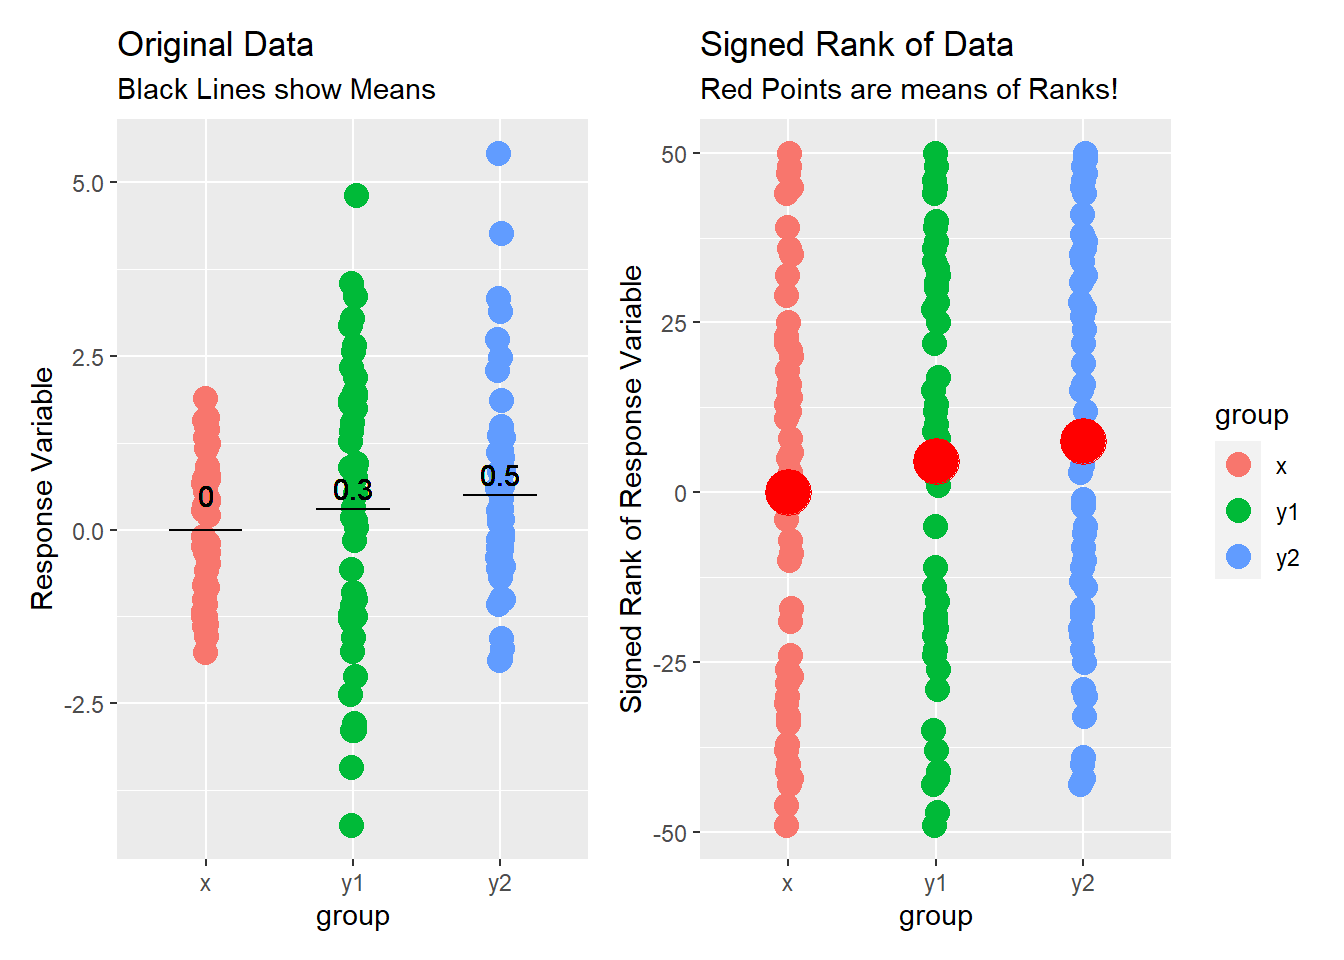 Original Data
Black Lines show Means
Response Variable
5.0
2.5
0.0
-2.5
0
0.3
0.5
x
y1
y2
group
Signed Rank of Data
Red Points are means of Ranks!
Signed Rank of Response Variable
50
25
0
-25
-50
x
y1
y2
group
group
x
y1
y2